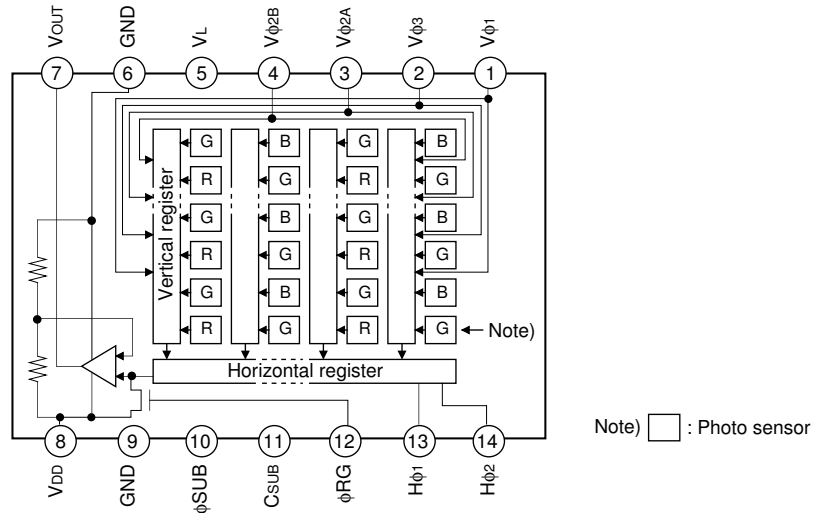 VOUT GND VL Vϕ2B Vϕ2A Vϕ3 Vϕ1
7 6 5 4 3 2 1
G B G B
R G R G
G B G B
R G R G
G B G B
R G R G
Vertical register
Note)
Horizontal register
8 9 10 11 12 13 14
VDD GND ϕSUB CSUB ϕRG Hϕ1 Hϕ2
Note) : Photo sensor